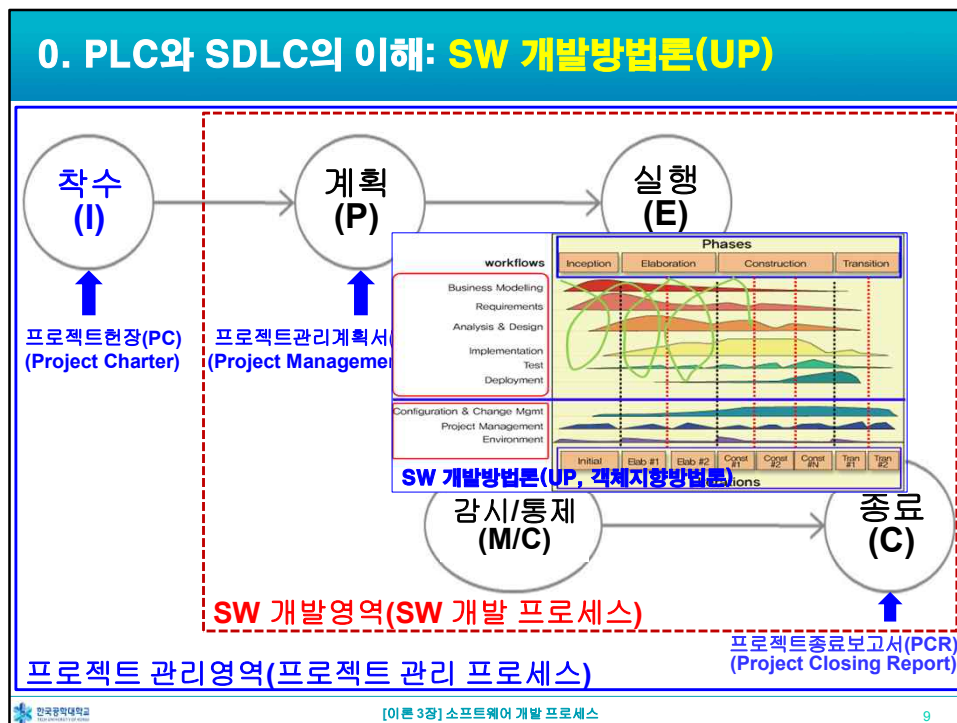 0. PLC와 SDLC의 이해: SW 개발방법론(UP)
착수
(I)
계획
(P)
실행
(E)
프로젝트헌장(PC)
(Project Charter)
프로젝트관리계획서(
(Project Managemen
Phases
workflows
Inception
Elaboration
Construction
Transition
Business Modelling
Requirements
Analysis & Design
Implementation
Test
Deployment
Configuration & Change Mgmt
Project Management
Environment
Initial
Elab #1
Elab #2
Const
#1
Const
#2
Const
#N
Tran
#1
Tran
#2
SW 개발방법론(UP, 객체지향방법론)
감시/통제
(M/C)
종료
(C)
SW 개발영역(SW 개발 프로세스)
프로젝트종료보고서(PCR)
(Project Closing Report)
프로젝트 관리영역(프로젝트 관리 프로세스)
한국공학대학교
[이론 3장] 소프트웨어 개발 프로세스
9